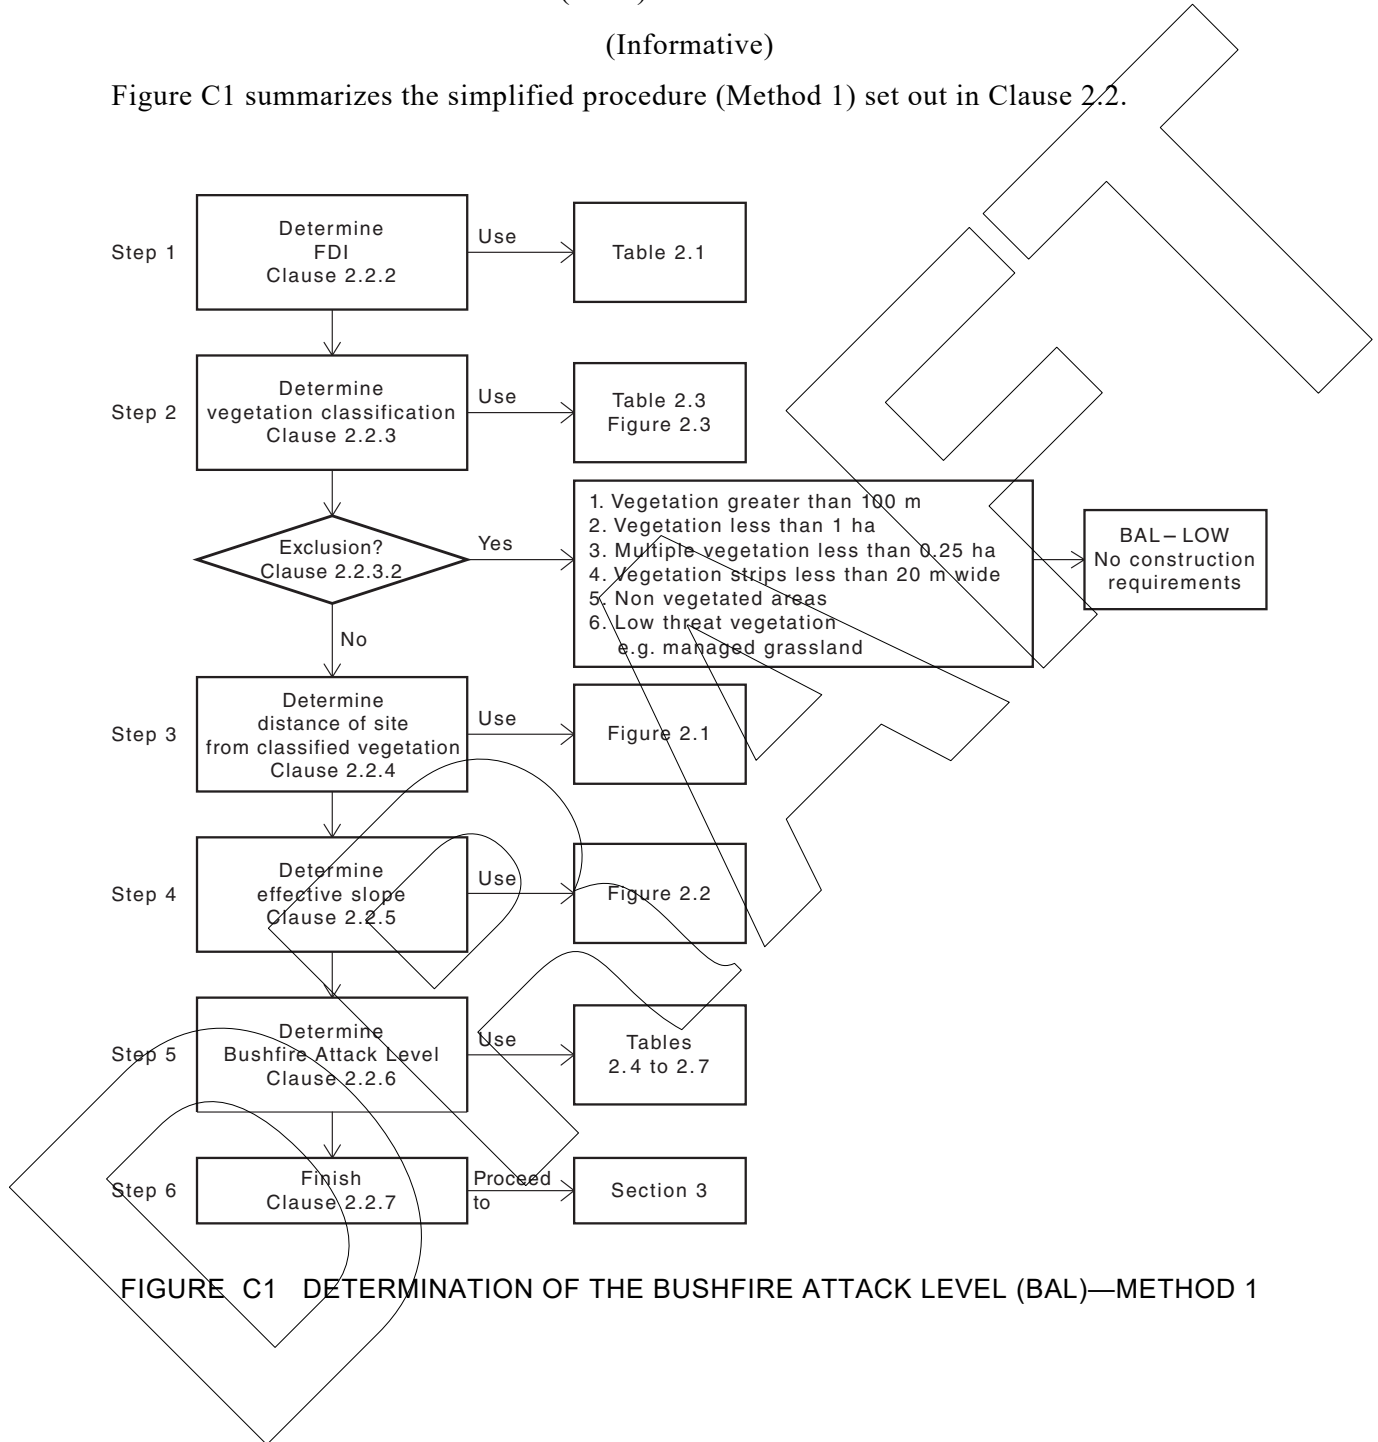 (Informative)
Figure C1 summarizes the simplified procedure (Method 1) set out in Clause 2.2.
Step 1
Determine
FDI
Clause 2.2.2
Use
Table 2.1
Step 2
Determine
vegetation classification
Clause 2.2.3
Use
Table 2.3
Figure 2.3
Exclusion?
Clause 2.2.3.2
Yes
1. Vegetation greater than 100 m
2. Vegetation less than 1 ha
3. Multiple vegetation less than 0.25 ha
4. Vegetation strips less than 20 m wide
5. Non vegetated areas
6. Low threat vegetation
e.g. managed grassland
BAL–LOW
No construction
requirements
No
Step 3
Determine
distance of site
from classified vegetation
Clause 2.2.4
Use
Figure 2.1
Step 4
Determine
effective slope
Clause 2.2.5
Use
Figure 2.2
Step 5
Determine
Bushfire Attack Level
Clause 2.2.6
Use
Tables
2.4 to 2.7
Step 6
Finish
Clause 2.2.7
Proceed
to
Section 3
FIGURE C1 DETERMINATION OF THE BUSHFIRE ATTACK LEVEL (BAL)—METHOD 1
DRAFT